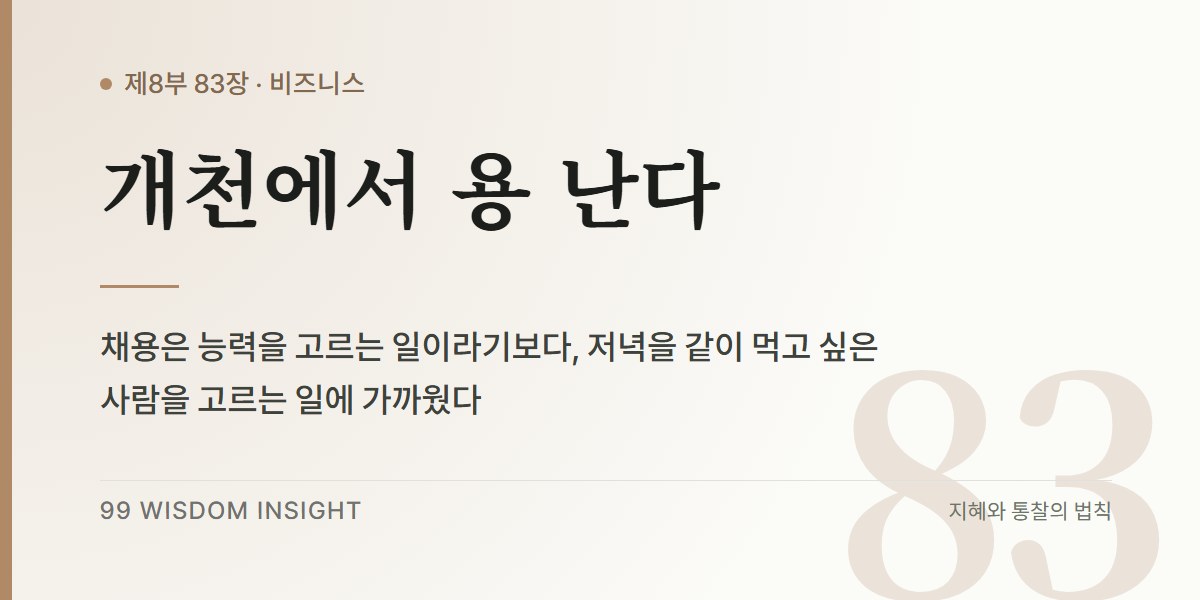 제8부 83장 · 비즈니스
개천에서 용 난다
채용은 능력을 고르는 일이라기보다, 저녁을 같이 먹고 싶은
사람을 고르는 일에 가까웠다
83
99 WISDOM INSIGHT
지혜와 통찰의 법칙